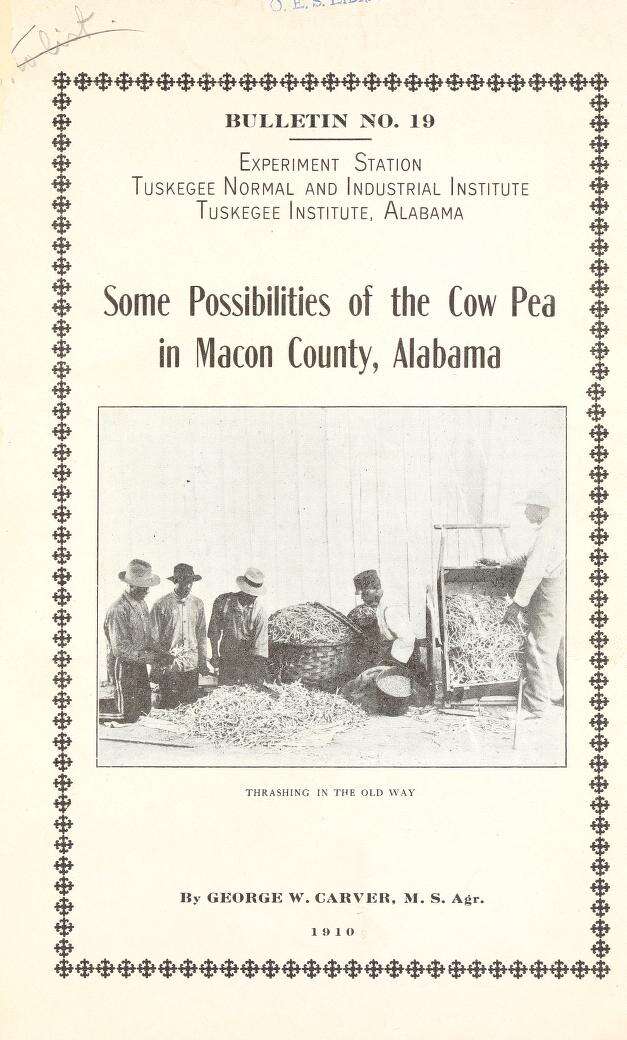 list.
O. E. S.
BULLETIN NO. 19
EXPERIMENT STATION
TUSKEGEE NORMAL AND INDUSTRIAL INSTITUTE
TUSKEGEE INSTITUTE, ALABAMA
Some Possibilities of the Cow Pea
in Macon County, Alabama
THRASHING IN THE OLD WAY
By GEORGE W. CARVER, M. S. Agr.
1910